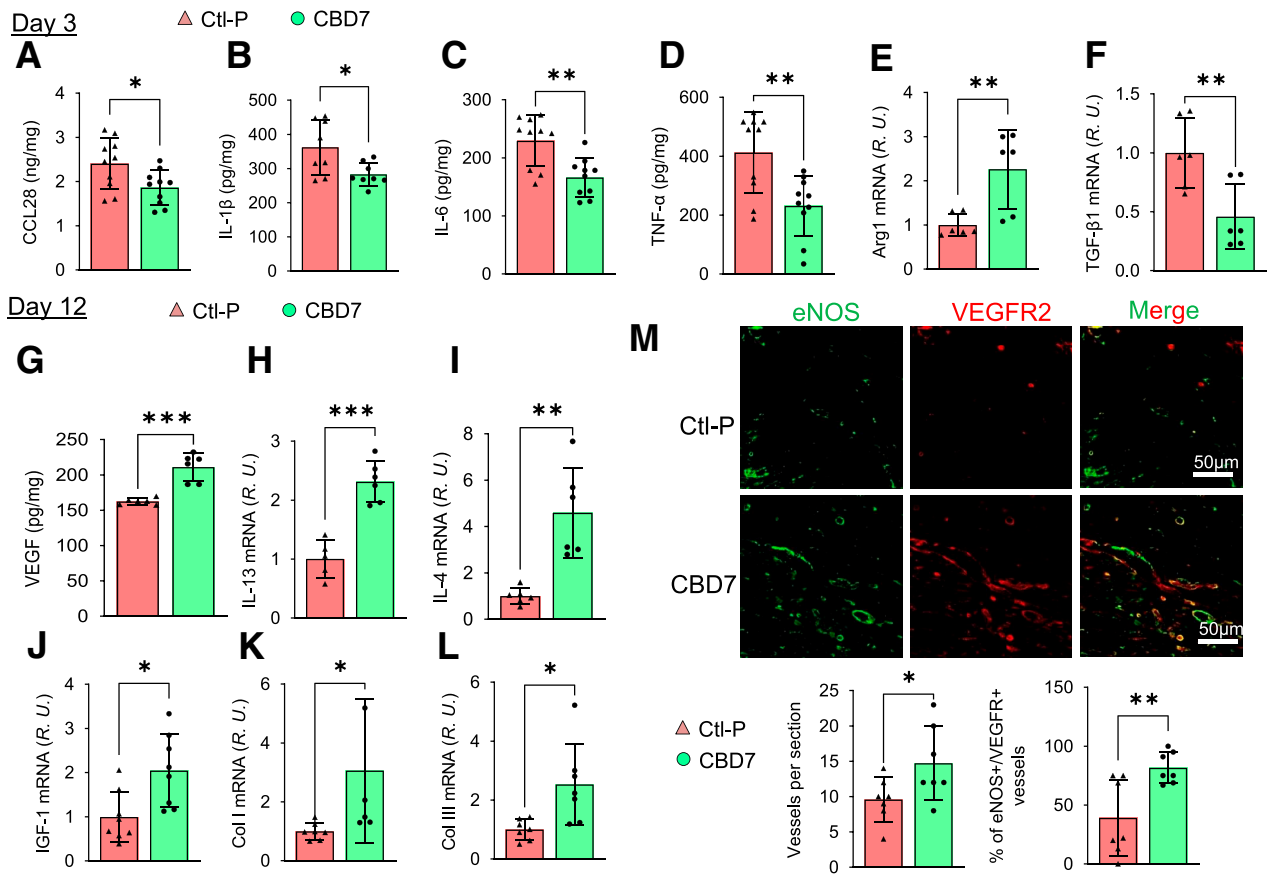 Day 3
Ctl-P CBD7
A B C D E F
* * ** ** ** **
CCL28 (ng/mg)
4
3
2
1
0
IL-1β (pg/mg)
500
400
300
200
100
0
IL-6 (pg/mg)
300
200
100
0
TNF-α (pg/mg)
600
400
200
0
Arg1 mRNA (R. U.)
4
3
2
1
0
TGF-β1 mRNA (R. U.)
1.5
1.0
0.5
0.0
Day 12
Ctl-P CBD7
G H I
*** *** **
VEGF (pg/mg)
250
200
150
100
50
0
IL-13 mRNA (R. U.)
3
2
1
0
IL-4 mRNA (R. U.)
8
6
4
2
0
J K L
* * *
IGF-1 mRNA (R. U.)
4
3
2
1
0
Col I mRNA (R. U.)
6
4
2
0
Col III mRNA (R. U.)
6
4
2
0
M
eNOS VEGFR2 Merge
Ctl-P
50µm
CBD7
50µm
Ctl-P
CBD7
*
Vessels per section
25
20
15
10
5
0
**
% of eNOS+/VEGFR+
vessels
150
100
50
0